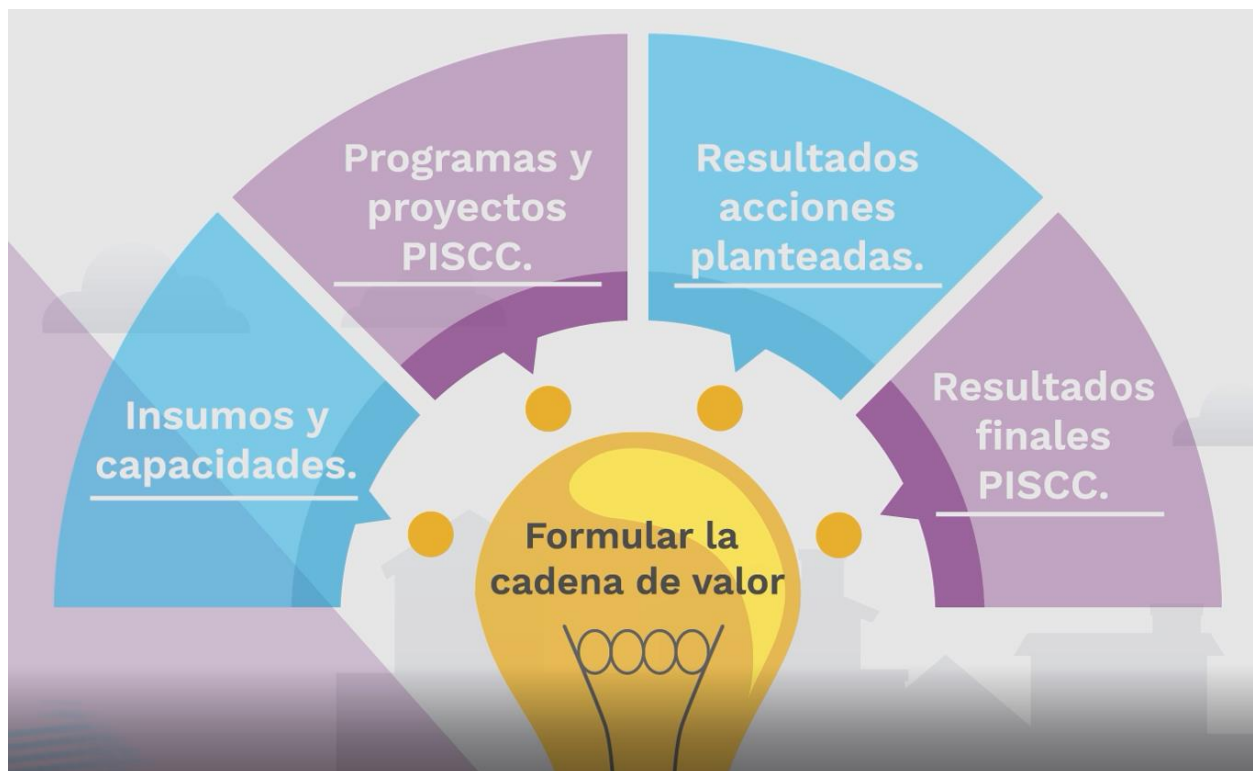 Programas y
proyectos
PISCC.
Resultados
acciones
planteadas.
Insumos y
capacidades.
Resultados
finales
PISCC.
Formular la
cadena de valor